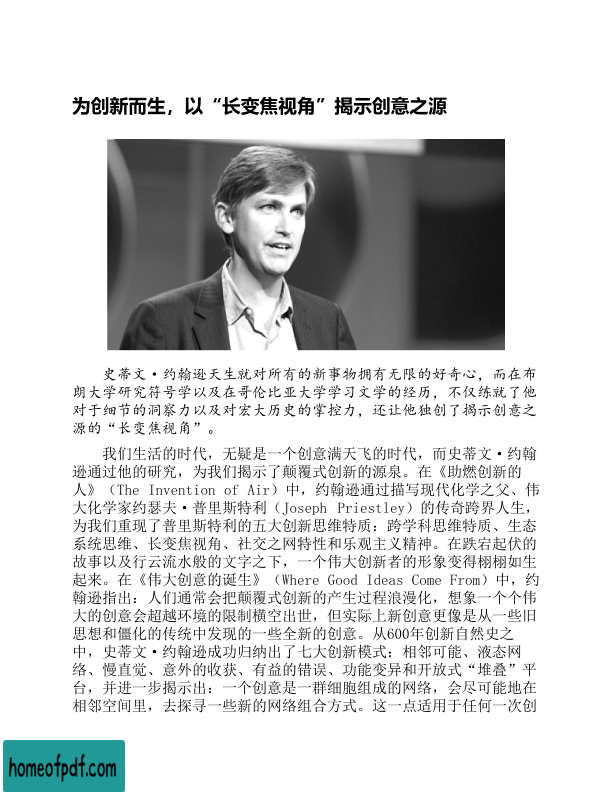 为创新而生，以“长变焦视角”揭示创意之源
史蒂文·约翰逊天生就对所有的新事物拥有无限的好奇心，而在布
朗大学研究符号学以及在哥伦比亚大学学习文学的经历，不仅练就了他
对于细节的洞察力以及对宏大历史的掌控力，还让他独创了揭示创意之
源的“长变焦视角”。
我们生活的时代，无疑是一个创意满天飞的时代，而史蒂文·约翰
逊通过他的研究，为我们揭示了颠覆式创新的源泉。在《助燃创新的
人》（The Invention of Air）中，约翰逊通过描写现代化学之父、伟
大化学家约瑟夫·普里斯特利（Joseph Priestley）的传奇跨界人生，
为我们重现了普里斯特利的五大创新思维特质：跨学科思维特质、生态
系统思维、长变焦视角、社交之网特性和乐观主义精神。在跌宕起伏的
故事以及行云流水般的文字之下，一个伟大创新者的形象变得栩栩如生
起来。在《伟大创意的诞生》（Where Good Ideas Come From）中，约
翰逊指出：人们通常会把颠覆式创新的产生过程浪漫化，想象一个个伟
大的创意会超越环境的限制横空出世，但实际上新创意更像是从一些旧
思想和僵化的传统中发现的一些全新的创意。从600年创新自然史之
中，史蒂文·约翰逊成功归纳出了七大创新模式：相邻可能、液态网
络、慢直觉、意外的收获、有益的错误、功能变异和开放式“堆叠”平
台，并进一步揭示出：一个创意是一群细胞组成的网络，会尽可能地在
相邻空间里，去探寻一些新的网络组合方式。这一点适用于任何一次创
homeofpdf.com